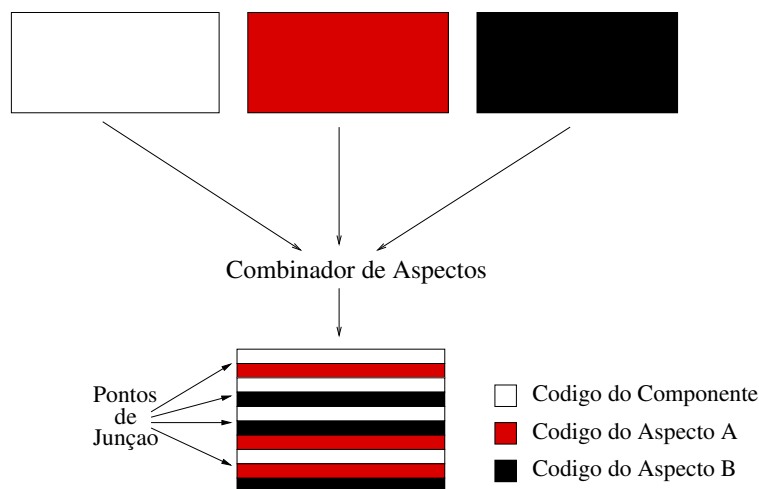 Combinador de Aspectos
Pontos
de
Junçao
Codigo do Componente
Codigo do Aspecto A
Codigo do Aspecto B